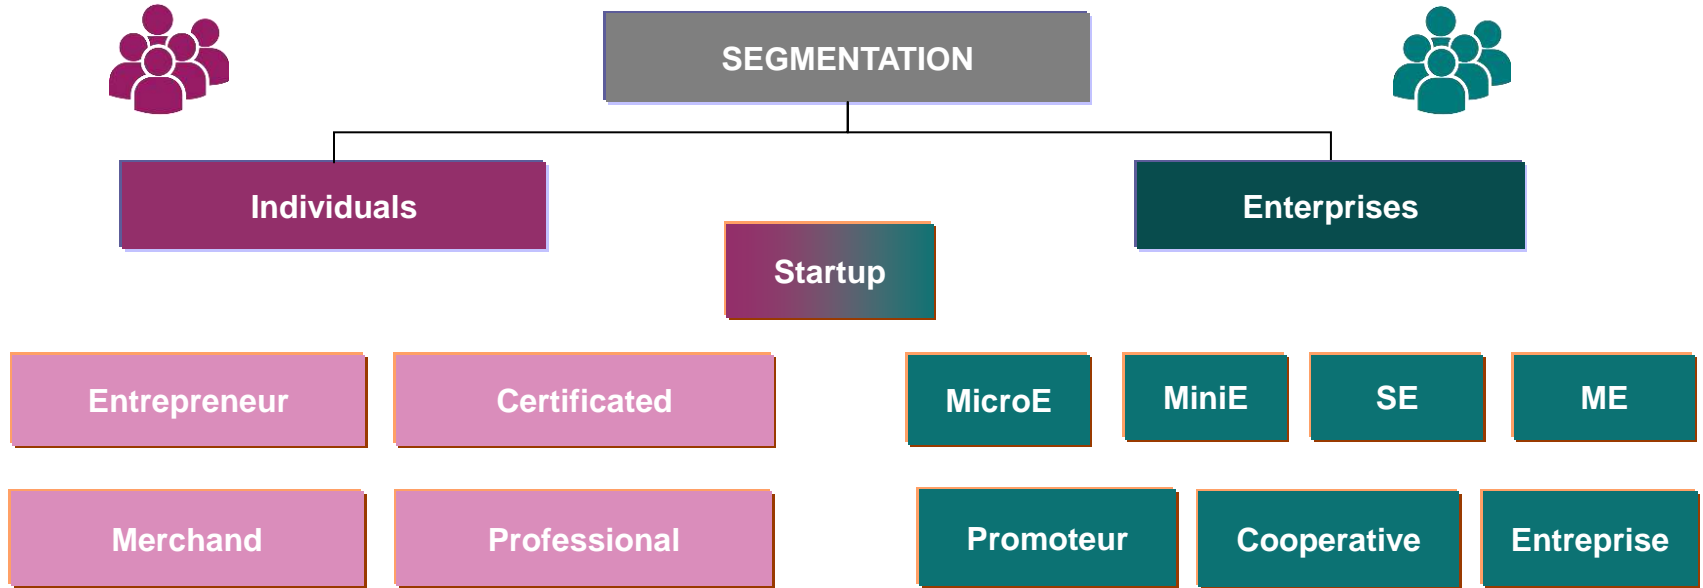 SEGMENTATION
Individuals
Enterprises
Startup
Entrepreneur
Certificated
MicroE
MiniE
SE
ME
Merchand
Professional
Promoteur
Cooperative
Entreprise